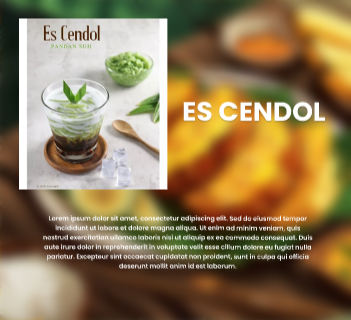 Es Cendol
PANDAN SUJI
ES CENDOL
Lorem ipsum dolor sit amet, consectetur adipiscing elit. Sed do eiusmod tempor
incididunt ut labore et dolore magna aliqua. Ut enim ad minim veniam, quis
nostrud exercitation ullamco laboris nisi ut aliquip ex ea commodo consequat. Duis
aute irure dolor in reprehenderit in voluptate velit esse cillum dolore eu fugiat nulla
pariatur. Excepteur sint occaecat cupidatat non proident, sunt in culpa qui officia
deserunt mollit anim id est laborum.